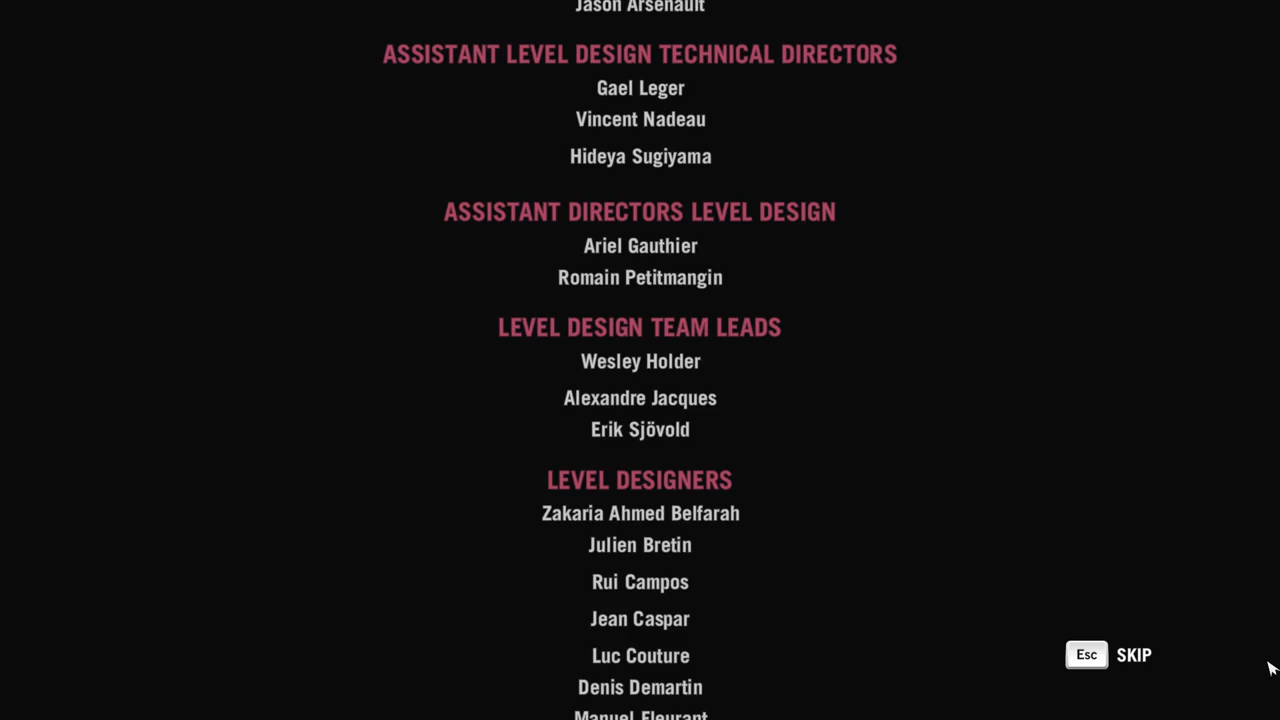 Jason Arsenault
ASSISTANT LEVEL DESIGN TECHNICAL DIRECTORS
Gael Leger
Vincent Nadeau
Hideya Sugiyama
ASSISTANT DIRECTORS LEVEL DESIGN
Ariel Gauthier
Romain Petitmangin
LEVEL DESIGN TEAM LEADS
Wesley Holder
Alexandre Jacques
Erik Sjövold
LEVEL DESIGNERS
Zakaria Ahmed Belfarah
Julien Bretin
Rui Campos
Jean Caspar
Luc Couture
Esc SKIP
Denis Demartin
Manuel Fleurant